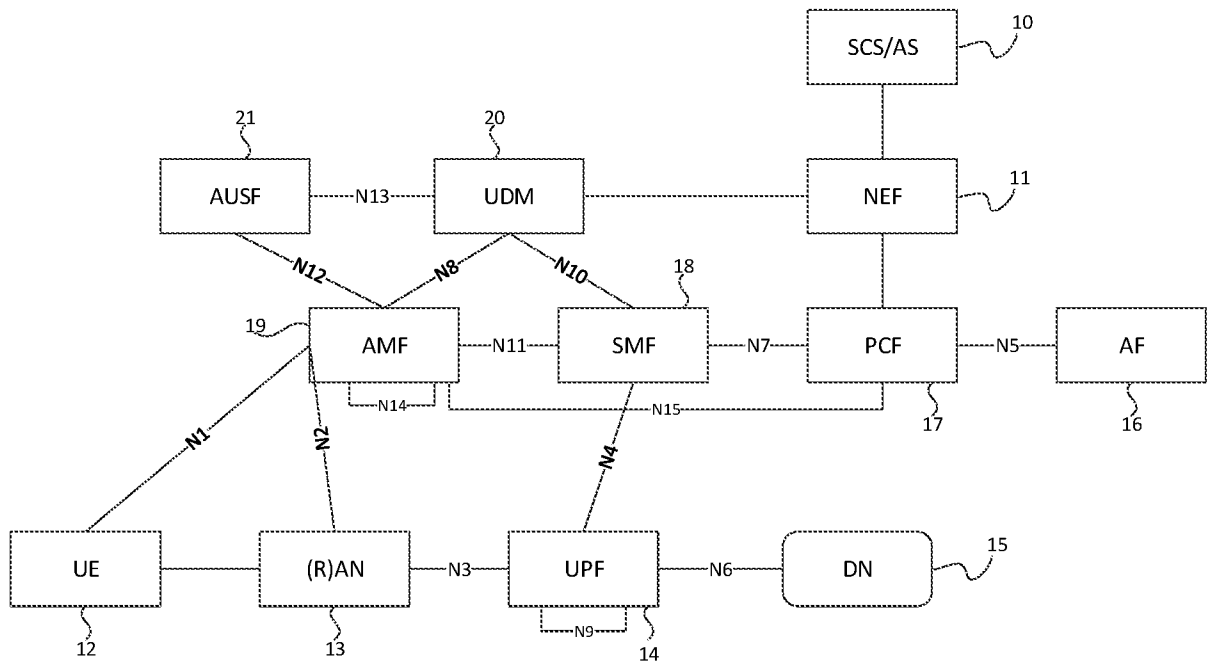 SCS/AS
10
21
20
AUSF
N13
UDM
NEF
11
N12
N8
N10
18
19
AMF
N11
SMF
N7
PCF
N5
AF
N14
N15
17
16
N1
N2
N4
UE
(R)AN
N3
UPF
N6
DN
15
N9
12
13
14